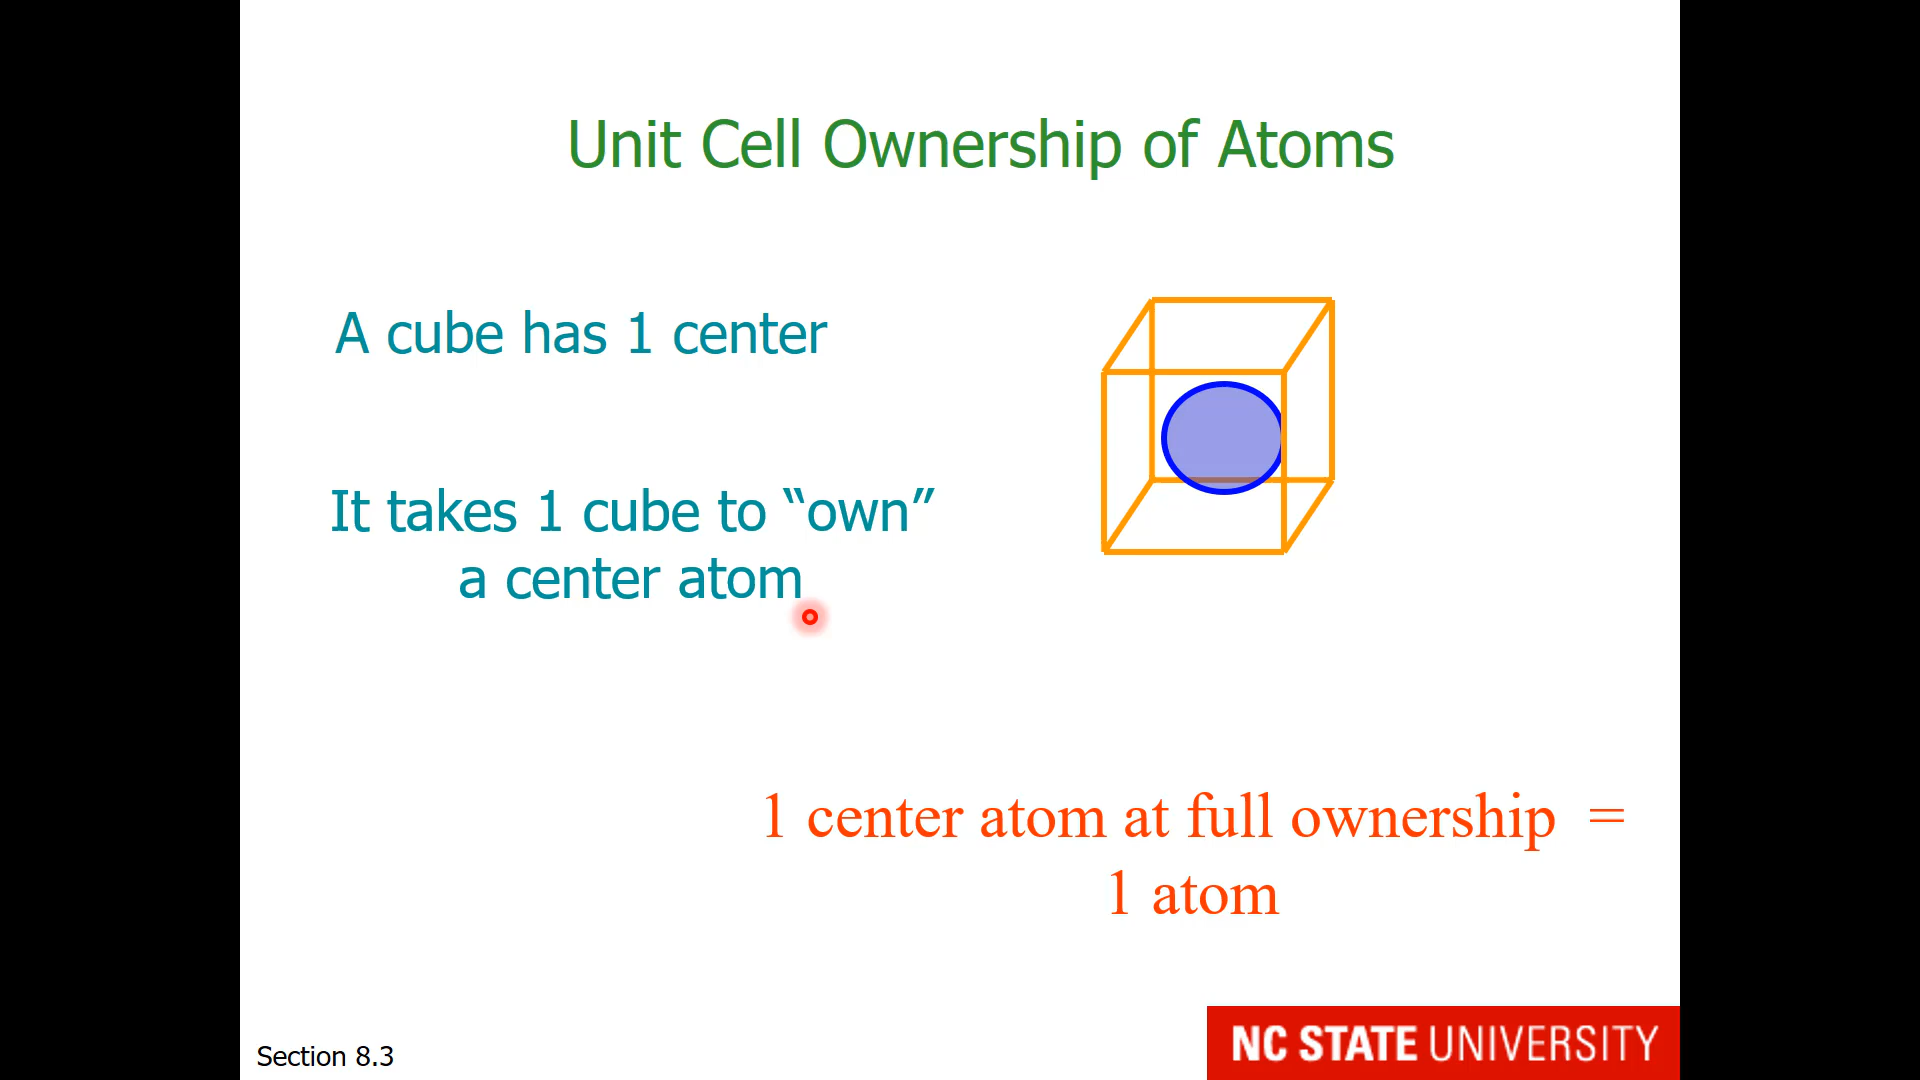 Unit Cell Ownership of Atoms
A cube has 1 center
It takes 1 cube to “own”
a center atom
1 center atom at full ownership =
1 atom
Section 8.3
NC STATE UNIVERSITY